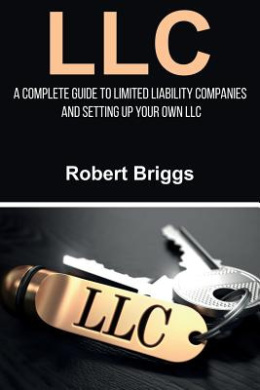 LLC
A COMPLETE GUIDE TO LIMITED LIABILITY COMPANIES
AND SETTING UP YOUR OWN LLC
Robert Briggs
LLC